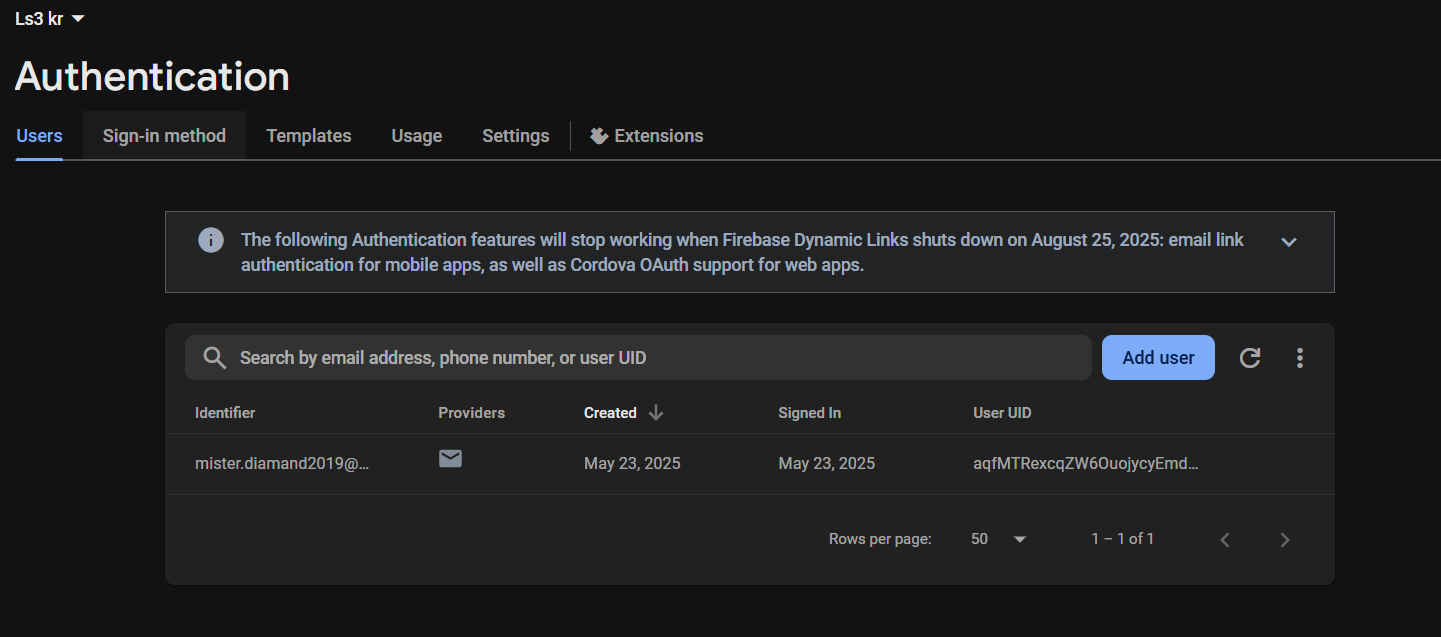 Ls3 kr
Authentication
Users Sign-in method Templates Usage Settings Extensions
The following Authentication features will stop working when Firebase Dynamic Links shuts down on August 25, 2025: email link
authentication for mobile apps, as well as Cordova OAuth support for web apps.
Search by email address, phone number, or user UID Add user
Identifier Providers Created Signed In User UID
mister.diamand2019@... May 23, 2025 May 23, 2025 aqfMTRexcqZW6OuojycyEmd...
Rows per page: 50 1 – 1 of 1